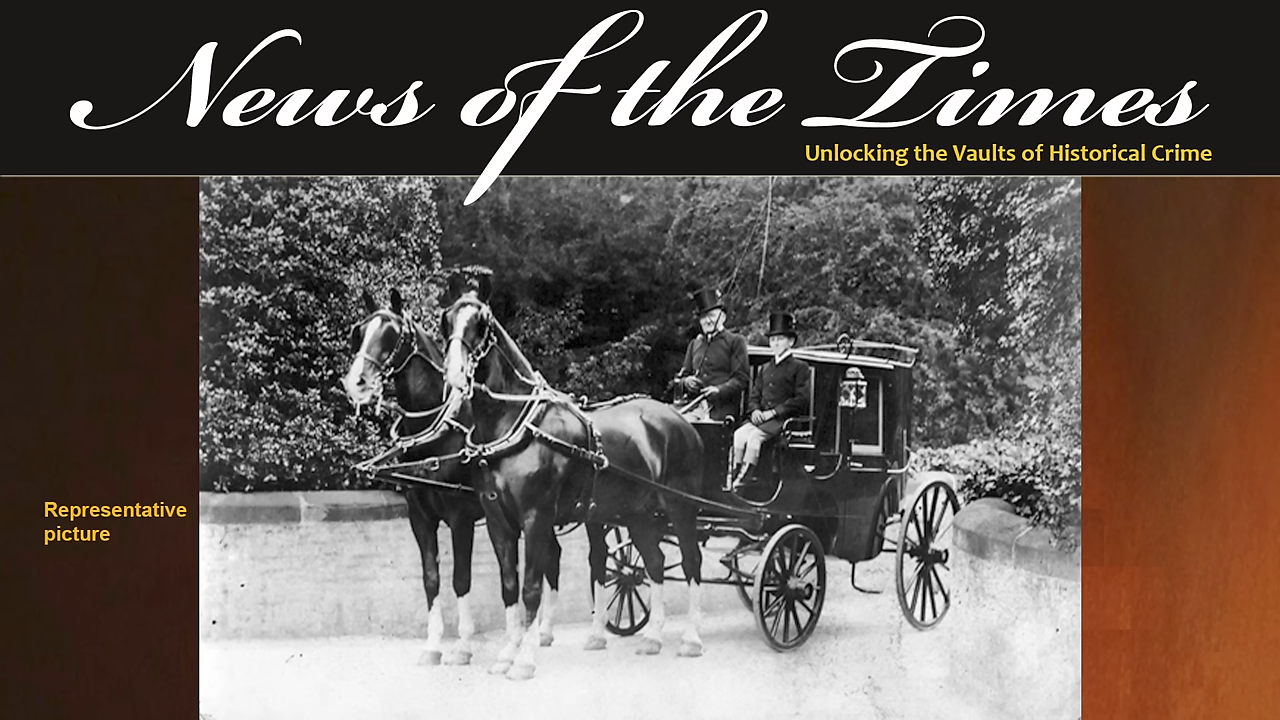 News of the Times
Unlocking the Vaults of Historical Crime
Representative
picture